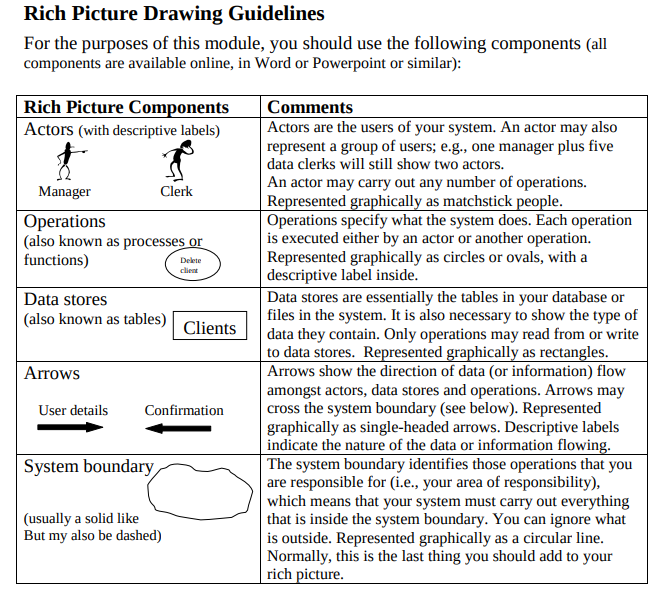 Rich Picture Drawing Guidelines
For the purposes of this module, you should use the following components (all
components are available online, in Word or Powerpoint or similar):
Rich Picture Components
Comments
Actors (with descriptive labels)
Manager
Clerk
Actors are the users of your system. An actor may also
represent a group of users; e.g., one manager plus five
data clerks will still show two actors.
An actor may carry out any number of operations.
Represented graphically as matchstick people.
Operations
(also known as processes or
functions)
Delete
client
Operations specify what the system does. Each operation
is executed either by an actor or another operation.
Represented graphically as circles or ovals, with a
descriptive label inside.
Data stores
(also known as tables)
Clients
Data stores are essentially the tables in your database or
files in the system. It is also necessary to show the type of
data they contain. Only operations may read from or write
to data stores.  Represented graphically as rectangles.
Arrows
User details
Confirmation
Arrows show the direction of data (or information) flow
amongst actors, data stores and operations. Arrows may
cross the system boundary (see below). Represented
graphically as single-headed arrows. Descriptive labels
indicate the nature of the data or information flowing.
System boundary
(usually a solid like
But my also be dashed)
The system boundary identifies those operations that you
are responsible for (i.e., your area of responsibility),
which means that your system must carry out everything
that is inside the system boundary. You can ignore what
is outside. Represented graphically as a circular line.
Normally, this is the last thing you should add to your
rich picture.